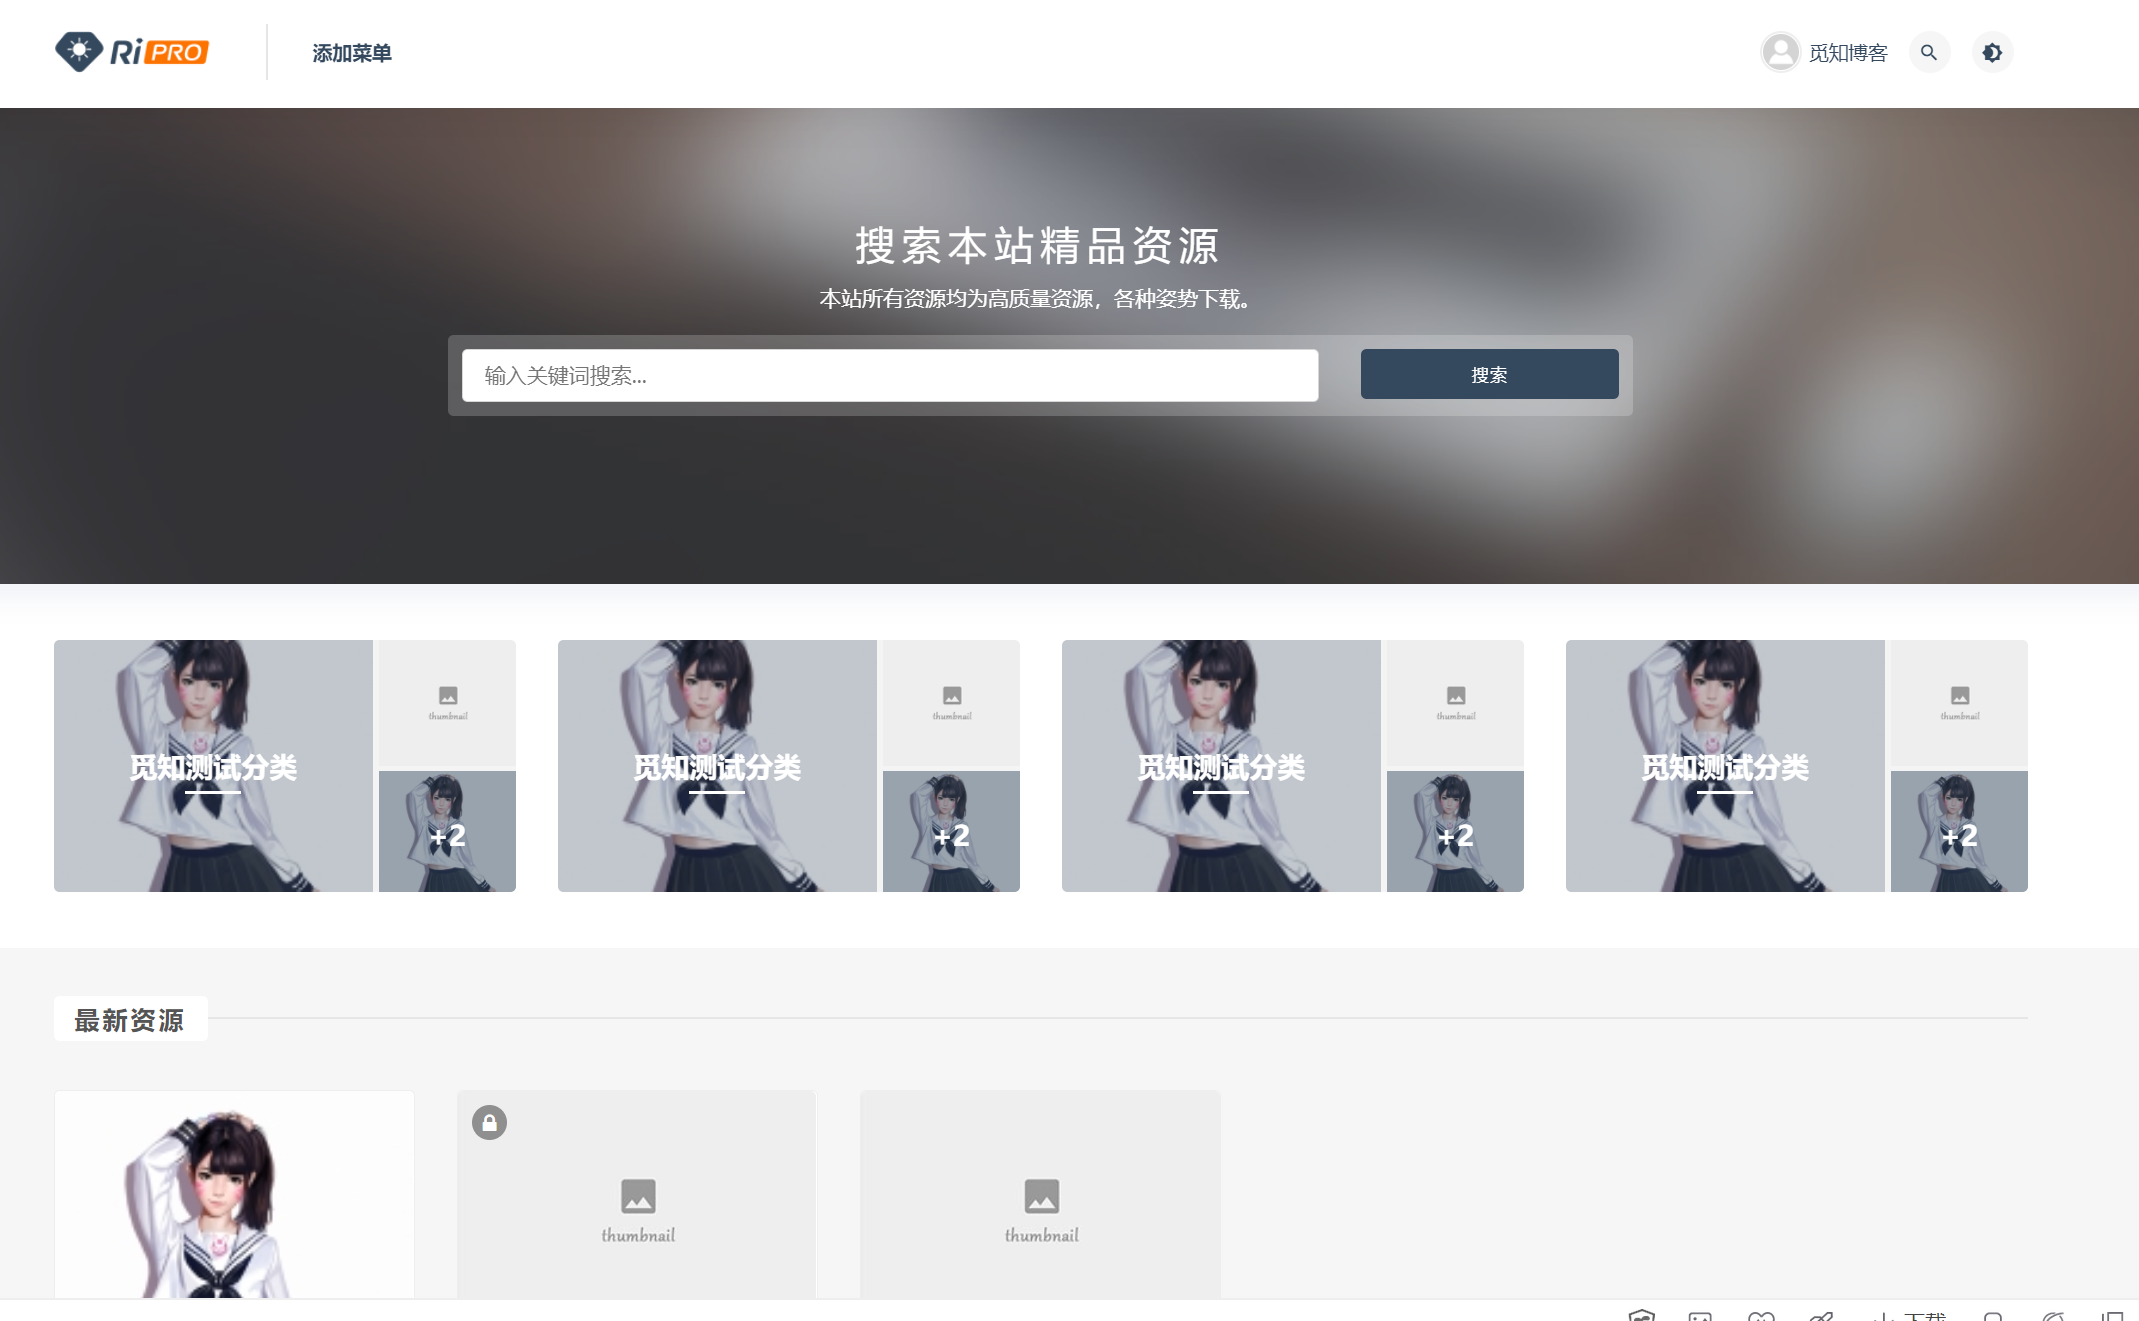 RiPRO
添加菜单
觅知博客
搜索本站精品资源
本站所有资源均为高质量资源，各种姿势下载。
输入关键词搜索...
搜索
觅知测试分类
thumbnail
+2
觅知测试分类
thumbnail
+2
觅知测试分类
thumbnail
+2
觅知测试分类
thumbnail
+2
最新资源
thumbnail
thumbnail
下载